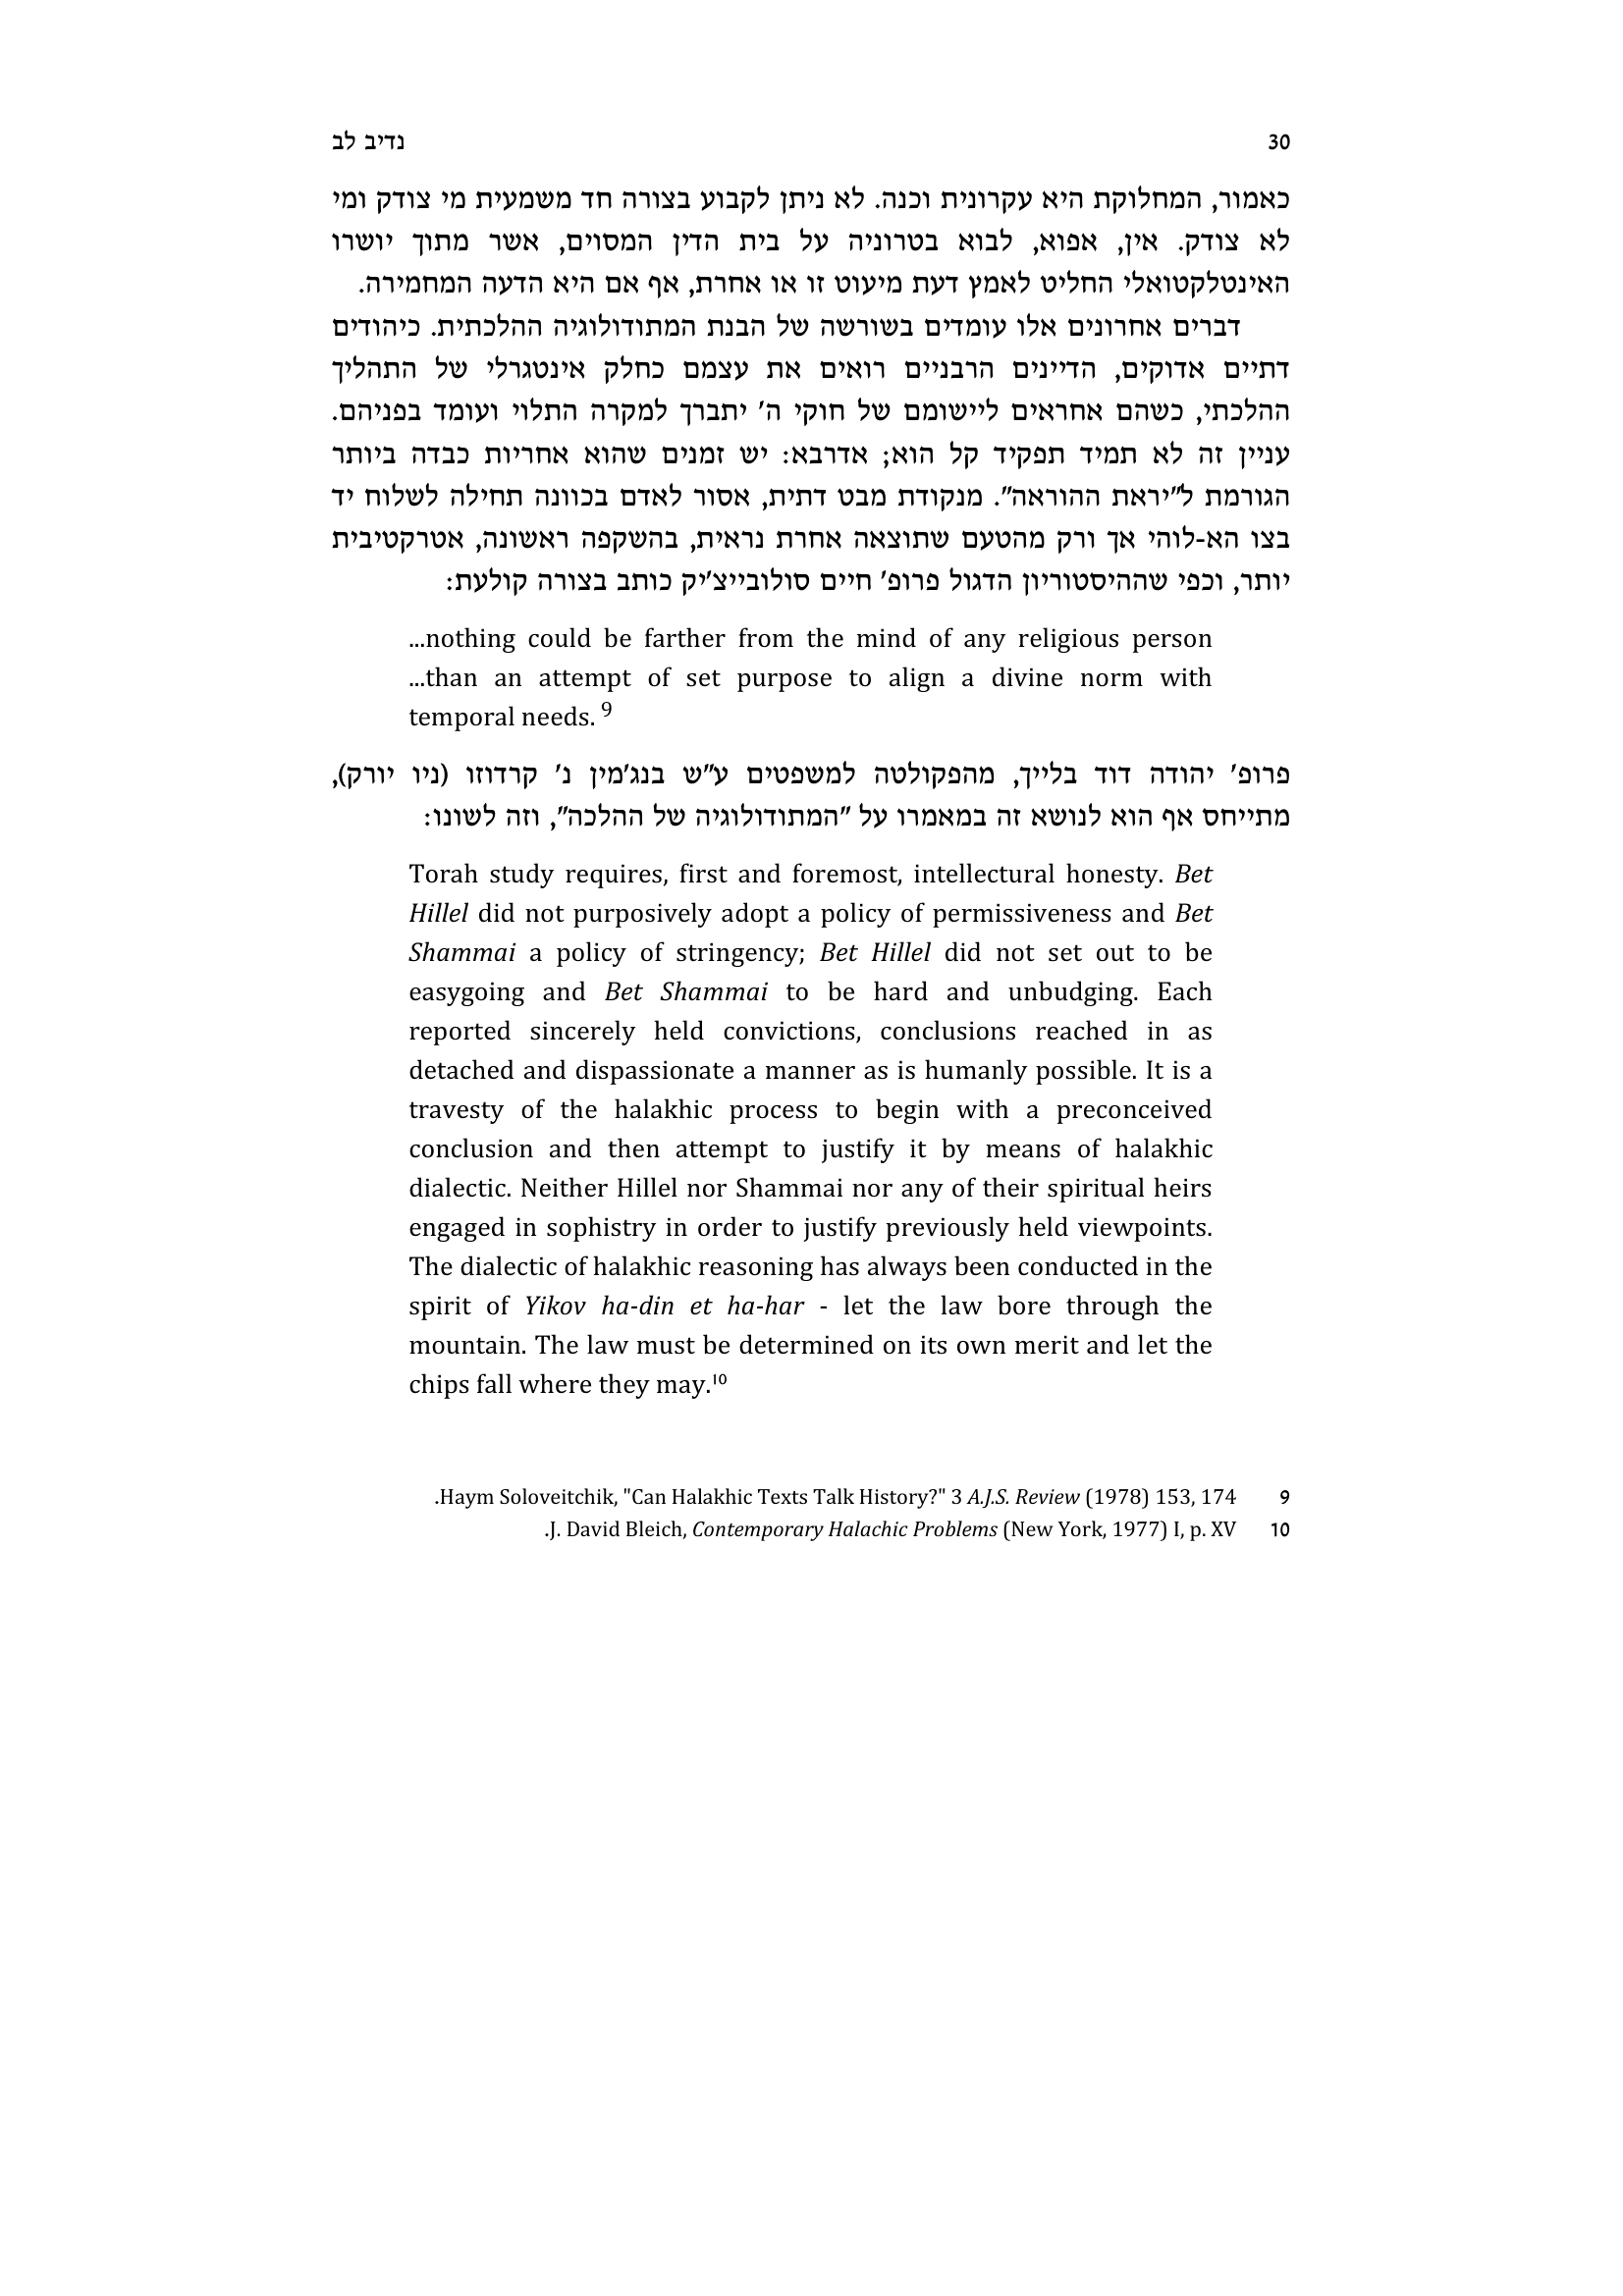 30 נדיב לב
כאמור, המחלוקת היא עקרונית וכנה. לא ניתן לקבוע בצורה חד משמעית מי צודק ומי
לא צודק. אין, אפוא, לבוא בטרוניה על בית הדין המסוים, אשר מתוך יושרו
האינטלקטואלי החליט לאמץ דעת מיעוט זו או אחרת, אף אם היא הדעה המחמירה.
דברים אחרונים אלו עומדים בשורשה של הבנת המתודולוגיה ההלכתית. כיהודים
דתיים אדוקים, הדיינים הרבניים רואים את עצמם כחלק אינטגרלי של התהליך
ההלכתי, כשהם אחראים ליישומם של חוקי ה' יתברך למקרה התלוי ועומד בפניהם.
עניין זה לא תמיד תפקיד קל הוא; אדרבא: יש זמנים שהוא אחריות כבדה ביותר
הגורמת ל"יראת ההוראה". מנקודת מבט דתית, אסור לאדם בכוונה תחילה לשלוח יד
בצו הא-לוהי אך ורק מהטעם שתוצאה אחרת נראית, בהשקפה ראשונה, אטרקטיבית
יותר, וכפי שההיסטוריון הדגול פרופ' חיים סולובייצ'יק כותב בצורה קולעת:
...nothing could be farther from the mind of any religious person
...than an attempt of set purpose to align a divine norm with
temporal needs. 9
פרופ' יהודה דוד בלייך, מהפקולטה למשפטים ע"ש בנג'מין נ' קרדוזו (ניו יורק),
מתייחס אף הוא לנושא זה במאמרו על "המתודולוגיה של ההלכה", וזה לשונו:
Torah study requires, first and foremost, intellectual honesty. Bet
Hillel did not purposively adopt a policy of permissiveness and Bet
Shammai a policy of stringency; Bet Hillel did not set out to be
easygoing and Bet Shammai to be hard and unbudging. Each
reported sincerely held convictions, conclusions reached in as
detached and dispassionate a manner as is humanly possible. It is a
travesty of the halakhic process to begin with a preconceived
conclusion and then attempt to justify it by means of halakhic
dialectic. Neither Hillel nor Shammai nor any of their spiritual heirs
engaged in sophistry in order to justify previously held viewpoints.
The dialectic of halakhic reasoning has always been conducted in the
spirit of Yikov ha-din et ha-har - let the law bore through the
mountain. The law must be determined on its own merit and let the
chips fall where they may.10
9 .Haym Soloveitchik, "Can Halakhic Texts Talk History?" 3 A.J.S. Review (1978) 153, 174
10 .J. David Bleich, Contemporary Halachic Problems (New York, 1977) I, p. XV